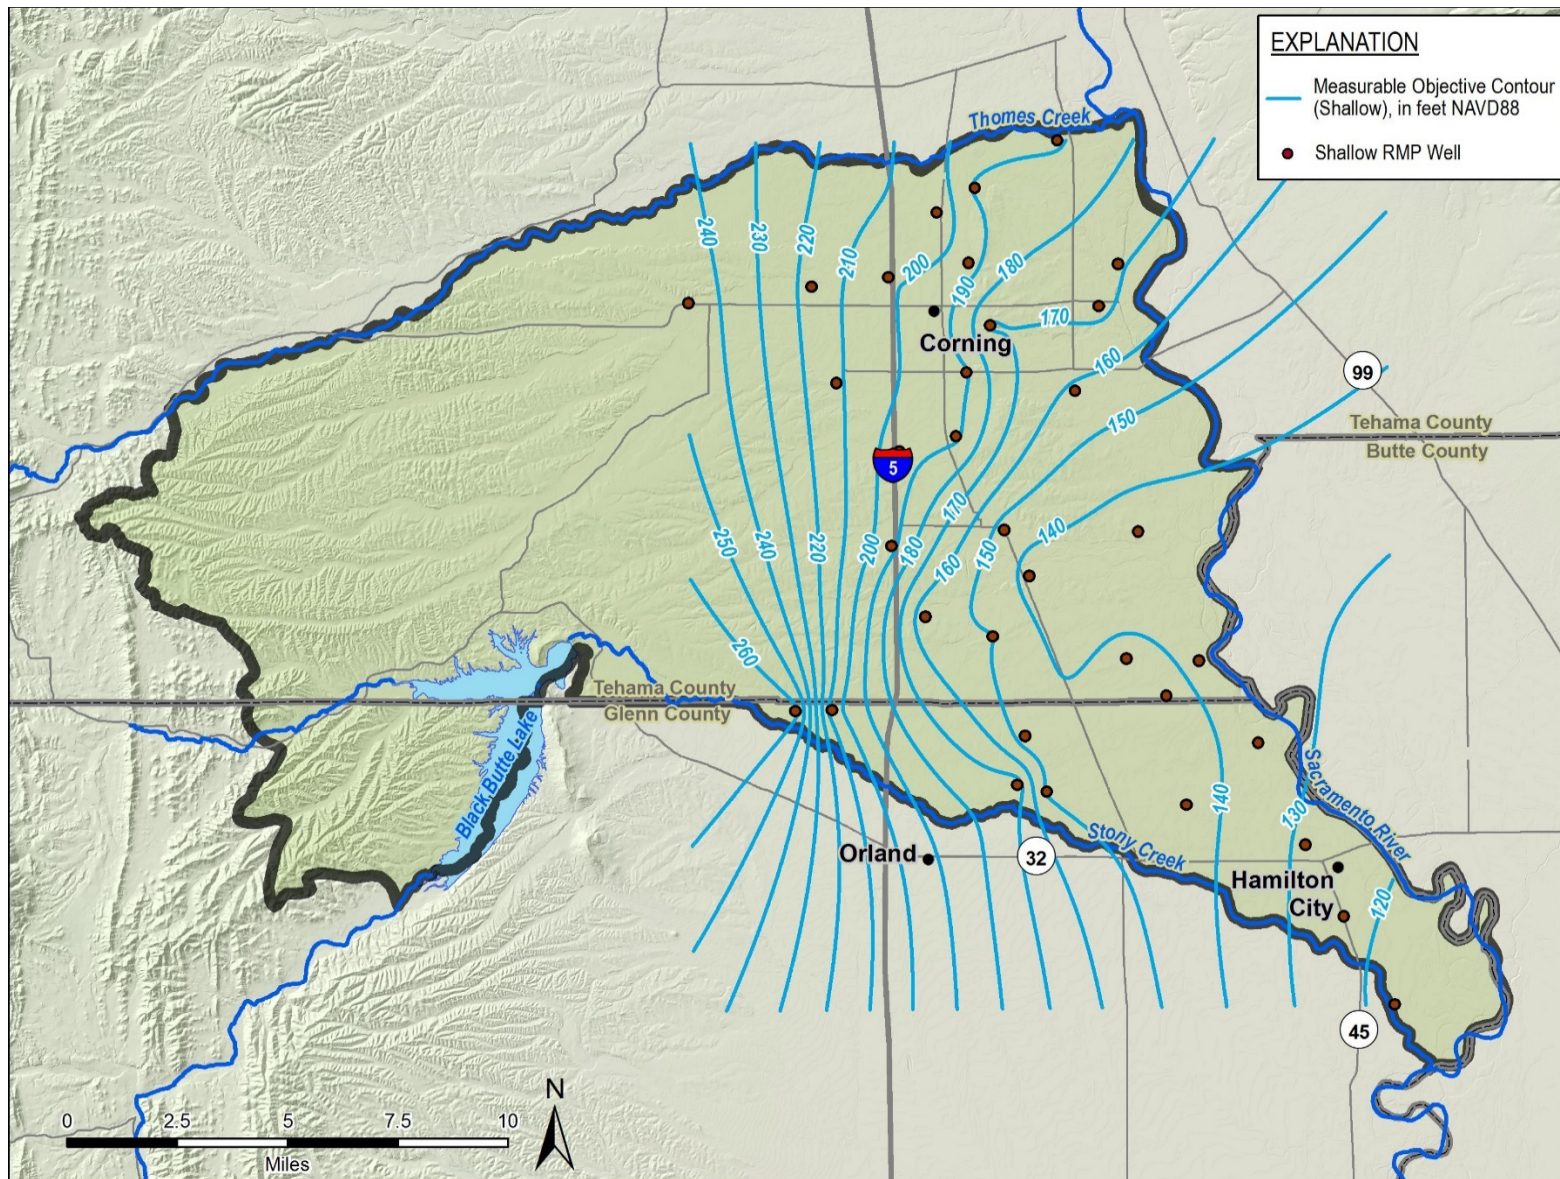 EXPLANATION
Measurable Objective Contour
(Shallow), in feet NAVD88
Shallow RMP Well
Thomes Creek
240
230
220
210
200
190
180
170
Corning
160
150
99
Tehama County
Butte County
5
250
240
220
200
180
170
160
150
140
260
Tehama County
Glenn County
Black Butte Lake
Sacramento River
140
130
Stony Creek
Orland
32
Hamilton
City
120
45
N
0 2.5 5 7.5 10
Miles